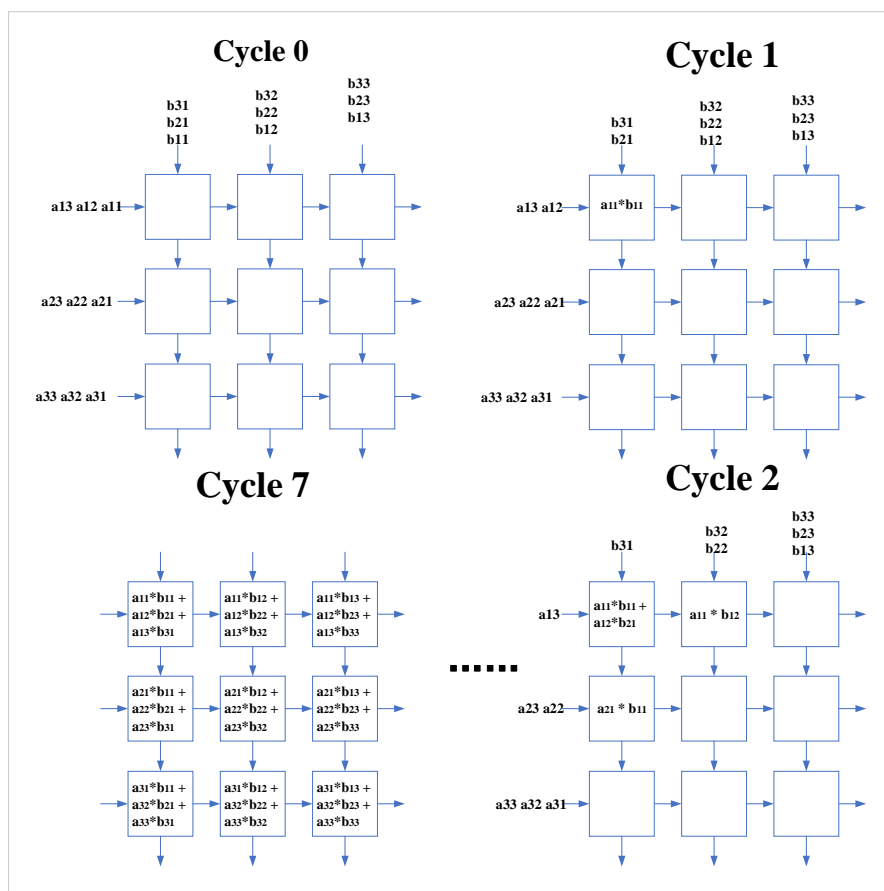 Cycle 0
b31
b21
b11
b32
b22
b12
b33
b23
b13
a13 a12 a11
a23 a22 a21
a33 a32 a31
Cycle 1
b31
b21
b32
b22
b12
b33
b23
b13
a13 a12
a11*b11
a23 a22 a21
a33 a32 a31
Cycle 7
a11*b11 +
a12*b21 +
a13*b31
a11*b12 +
a12*b22 +
a13*b32
a11*b13 +
a12*b23 +
a13*b33
a21*b11 +
a22*b21 +
a23*b31
a21*b12 +
a22*b22 +
a23*b32
a21*b13 +
a22*b23 +
a23*b33
a31*b11 +
a32*b21 +
a33*b31
a31*b12 +
a32*b22 +
a33*b32
a31*b13 +
a32*b23 +
a33*b33
......
Cycle 2
b31
b32
b22
b33
b23
b13
a13
a11*b11 +
a12*b21
a11 * b12
a23 a22
a21 * b11
a33 a32 a31